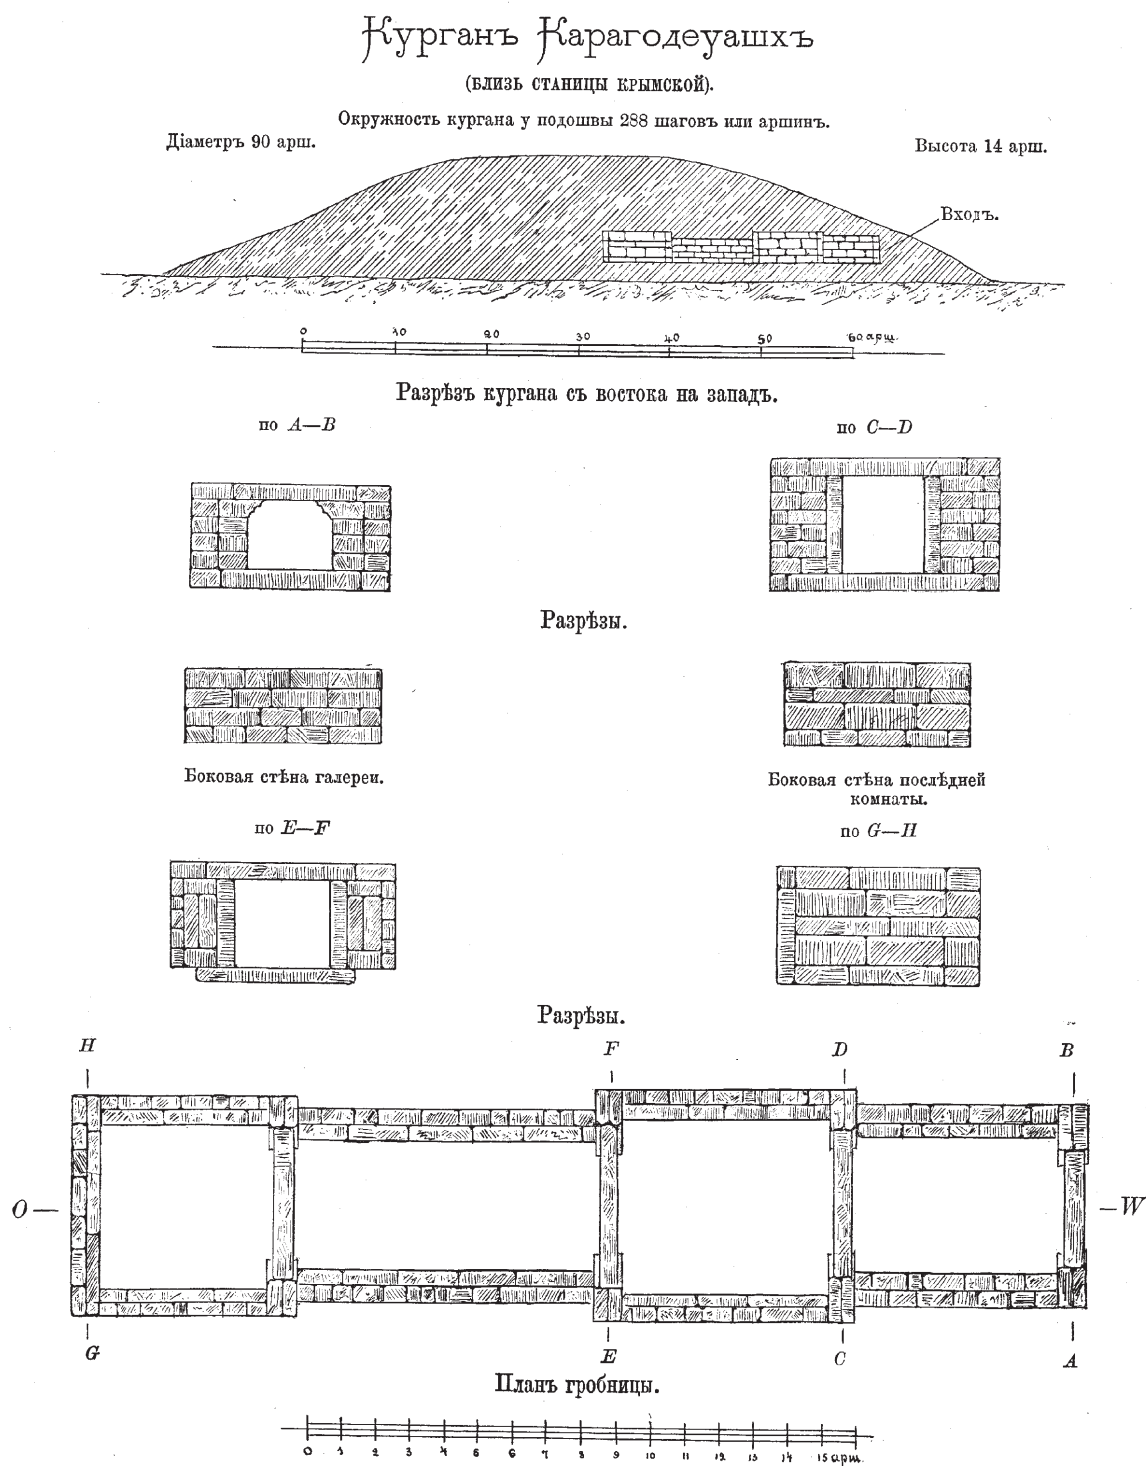 Курганъ Карагодеуашхъ
(БЛИЗЬ СТАНИЦЫ КРЫМСКОЙ).
Окружность кургана у подошвы 288 шаговъ или аршинъ.
Діаметръ 90 арш.
Высота 14 арш.
Входъ.
0 10 20 30 40 50 60 арш.
Разрѣзъ кургана съ востока на западъ.
по A—B
по C—D
Разрѣзы.
Боковая стѣна галереи.
Боковая стѣна послѣдней
комнаты.
по E—F
по G—H
Разрѣзы.
H F D B
O — — W
G E C A
Планъ гробницы.
0 1 2 3 4 5 6 7 8 9 10 11 12 13 14 15 арш.